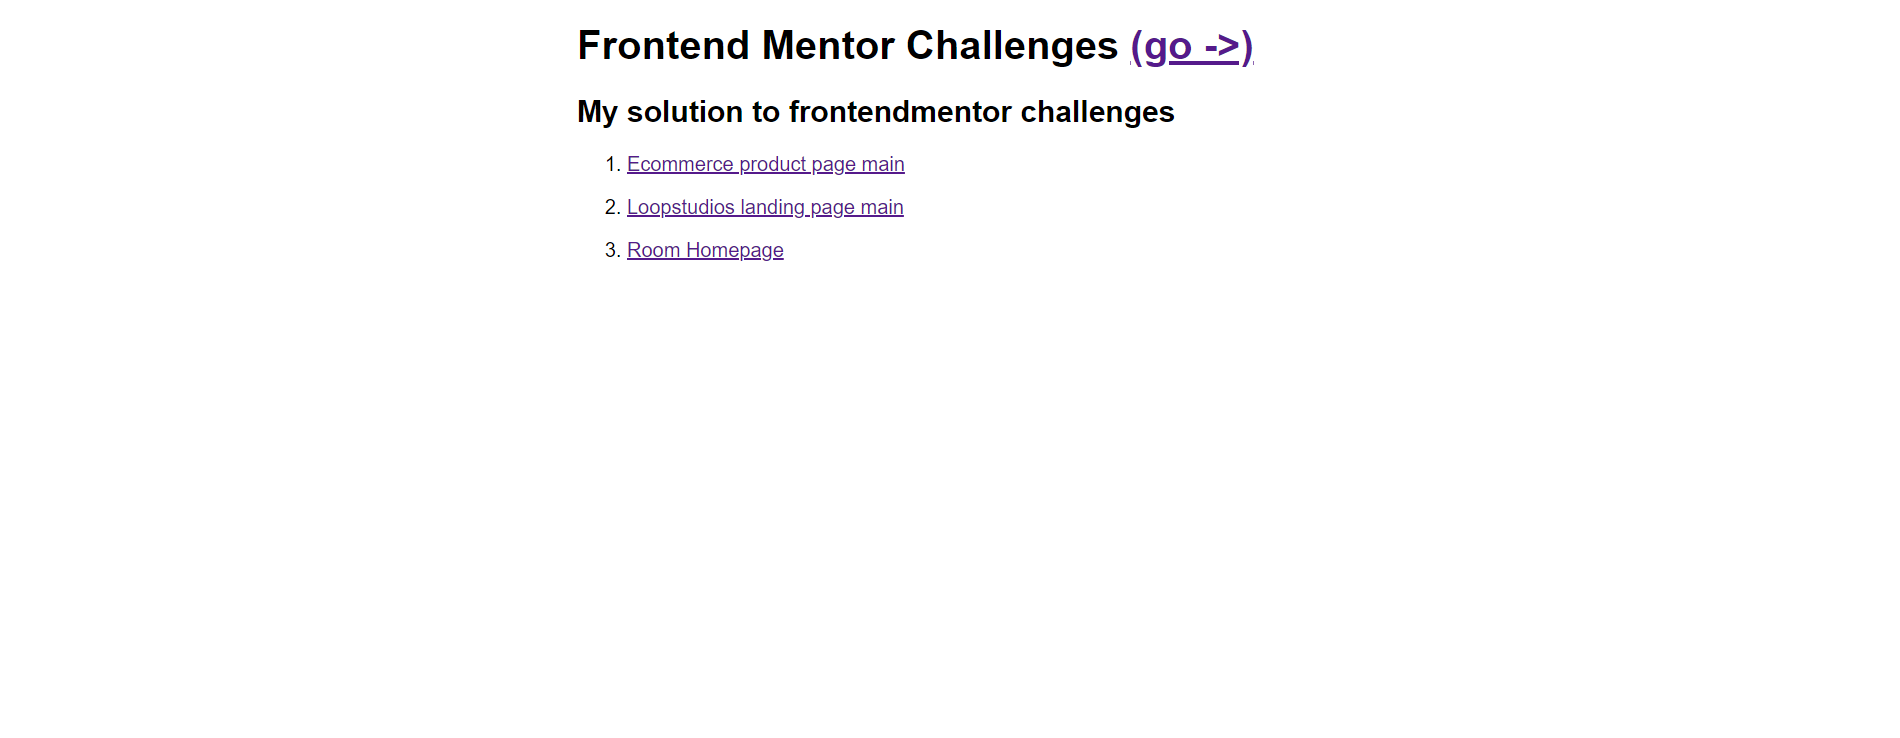 Frontend Mentor Challenges (go ->)
My solution to frontendmentor challenges
1. Ecommerce product page main
2. Loopstudios landing page main
3. Room Homepage